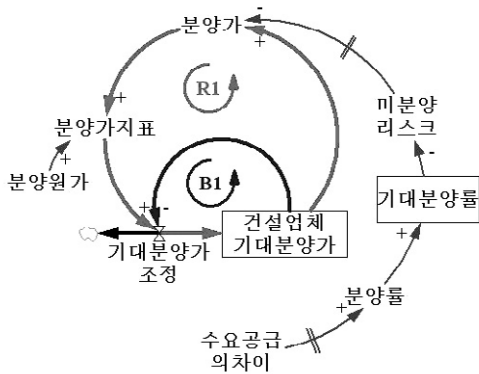 분양가
-
+
R1
+
미분양
리스크
분양가지표
+
-
분양원가
B1
기대분양률
+
-
건설업체
기대분양가
기대분양가
조정
+
분양률
+
수요공급
의차이